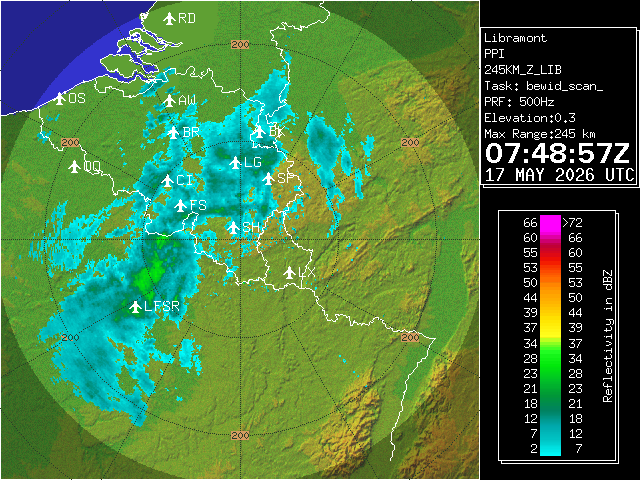 RD
200
OS
AW
BR
BK
200
200
QQ
LG
CI
SP
FS
SH
LX
LFSR
200
200
200
Libramont
PPI
245KM_Z_LIB
Task: bewid_scan_
PRF: 500Hz
Elevation:0.3
Max Range:245 km
07:48:57Z
17 MAY 2026 UTC
66 >72
60 66
55 60
53 55
50 53
44 50
39 44
37 39
34 37
28 34
23 28
21 23
18 21
12 18
7 12
2 7
Reflectivity in dBZ